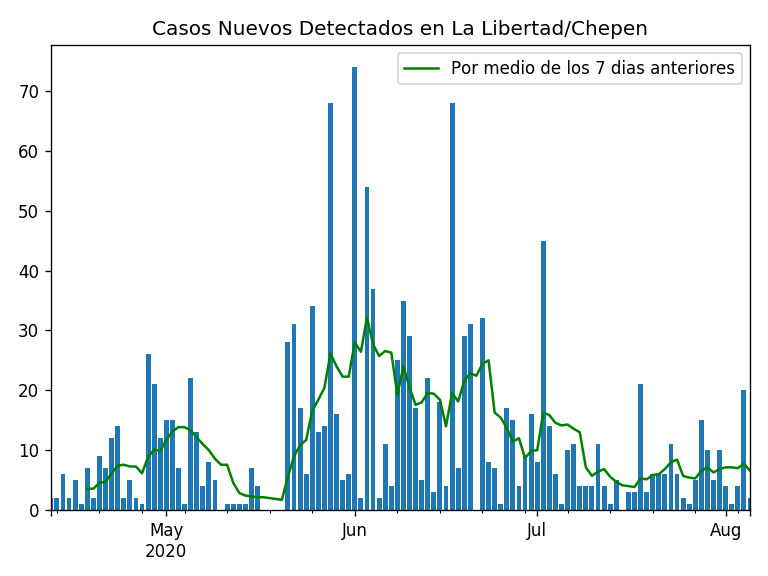 Casos Nuevos Detectados en La Libertad/Chepen
Por medio de los 7 dias anteriores
70
60
50
40
30
20
10
0
May
2020
Jun
Jul
Aug